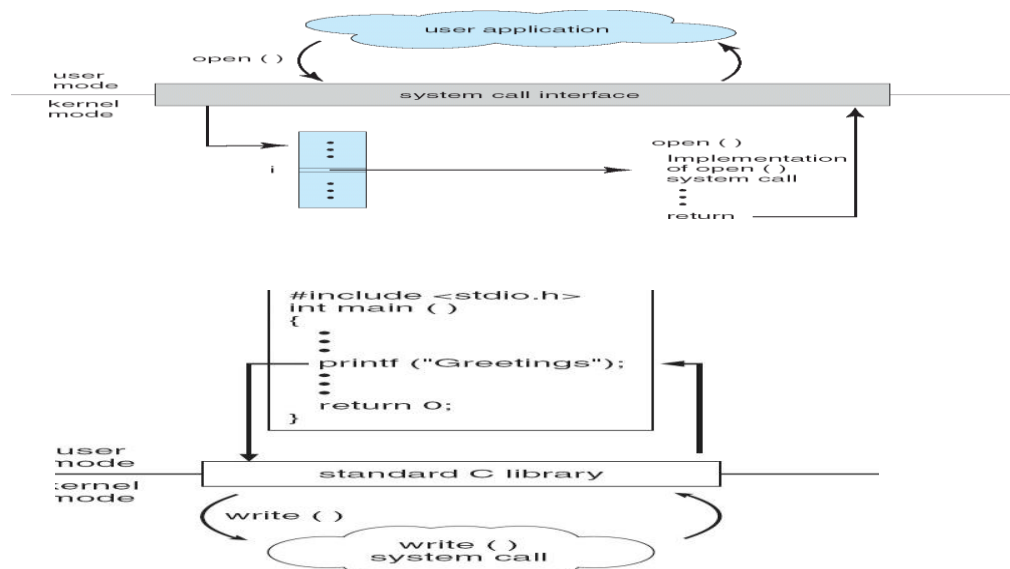 user application
open ( )
user
mode
system call interface
kernel
mode
open ( )
Implementation
of open ( )
system call
i
return
#include <stdio.h>
int main ( )
{
printf ("Greetings");
return 0;
}
user
mode
standard C library
kernel
mode
write ( )
write ( )
system call